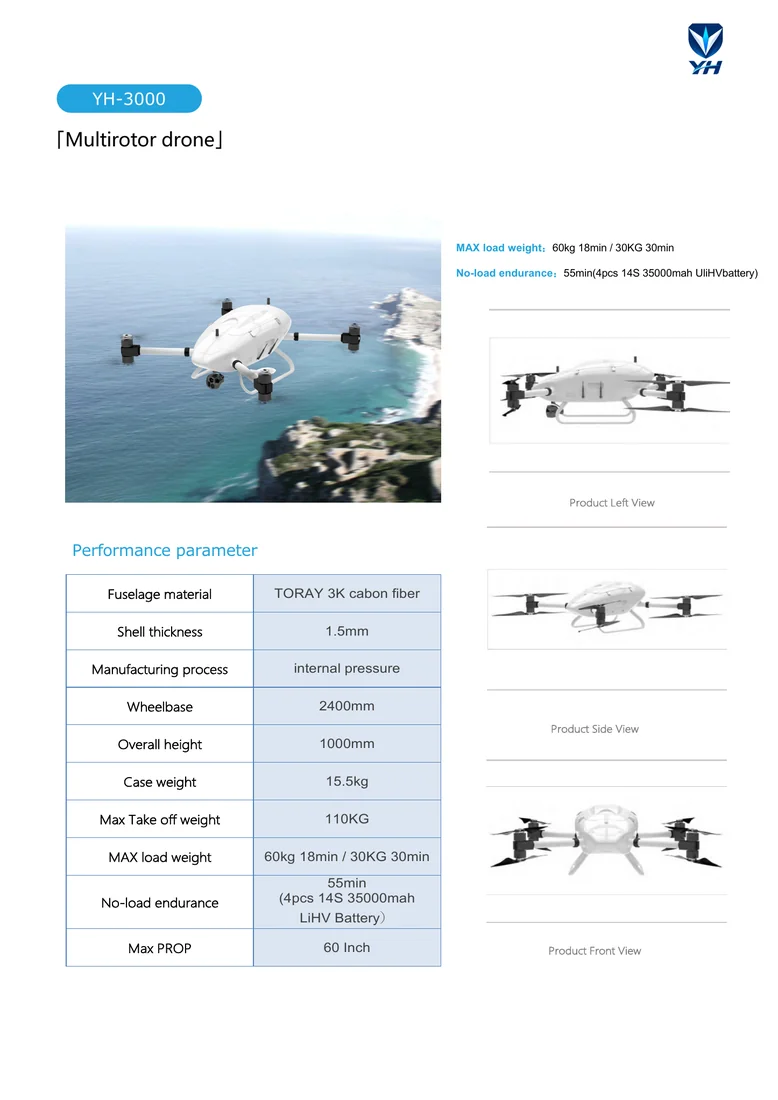 YH
YH-3000
｢Multirotor drone｣
MAX load weight：60kg 18min / 30KG 30min
No-load endurance：55min(4pcs 14S 35000mah UliHVbattery)
Product Left View
Performance parameter
Fuselage material TORAY 3K cabon fiber
Shell thickness 1.5mm
Manufacturing process internal pressure
Wheelbase 2400mm
Overall height 1000mm
Case weight 15.5kg
Max Take off weight 110KG
MAX load weight 60kg 18min / 30KG 30min
No-load endurance 55min
(4pcs 14S 35000mah
LiHV Battery）
Max PROP 60 Inch
Product Side View
Product Front View